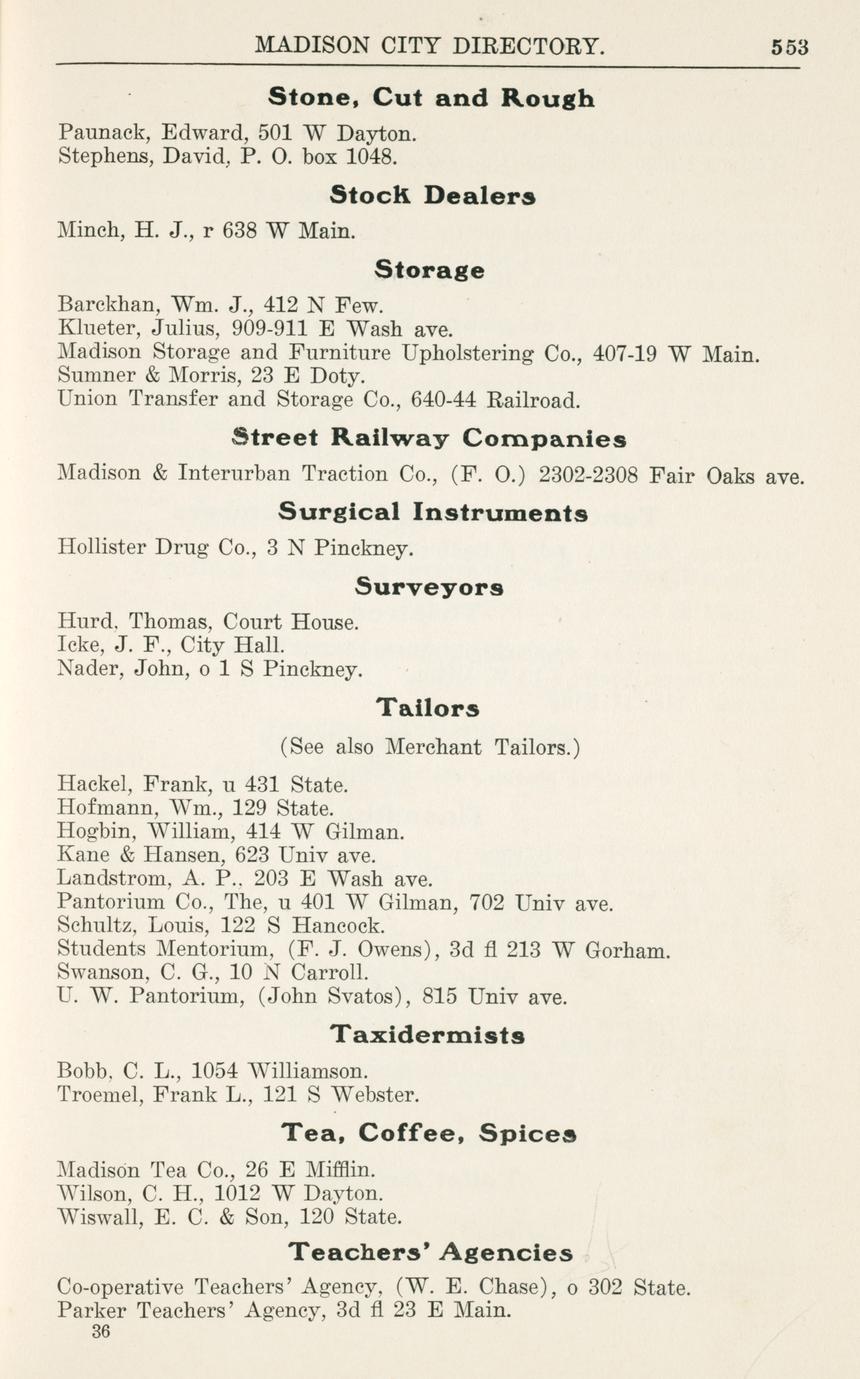 MADISON CITY DIRECTORY. 553
Stone, Cut and Rough
Paunack, Edward, 501 W Dayton.
Stephens, David, P. O. box 1048.
Stock Dealers
Minch, H. J., r 638 W Main.
Storage
Barckhan, Wm. J., 412 N Few.
Klueter, Julius, 909-911 E Wash ave.
Madison Storage and Furniture Upholstering Co., 407-19 W Main.
Sumner & Morris, 23 E Doty.
Union Transfer and Storage Co., 640-44 Railroad.
Street Railway Companies
Madison & Interurban Traction Co., (F. O.) 2302-2308 Fair Oaks ave.
Surgical Instruments
Hollister Drug Co., 3 N Pinckney.
Surveyors
Hurd, Thomas, Court House.
Icke, J. F., City Hall.
Nader, John, o 1 S Pinckney.
Tailors
(See also Merchant Tailors.)
Hackel, Frank, u 431 State.
Hofmann, Wm., 129 State.
Hogbin, William, 414 W Gilman.
Kane & Hansen, 623 Univ ave.
Landstrom, A. P., 203 E Wash ave.
Pantorium Co., The, u 401 W Gilman, 702 Univ ave.
Schultz, Louis, 122 S Hancock.
Students Mentorium, (F. J. Owens), 3d fl 213 W Gorham.
Swanson, C. G., 10 N Carroll.
U. W. Pantorium, (John Svatos), 815 Univ ave.
Taxidermists
Bobb, C. L., 1054 Williamson.
Troemel, Frank L., 121 S Webster.
Tea, Coffee, Spices
Madison Tea Co., 26 E Mifflin.
Wilson, C. H., 1012 W Dayton.
Wiswall, E. C. & Son, 120 State.
Teachers' Agencies
Co-operative Teachers' Agency, (W. E. Chase), o 302 State.
Parker Teachers' Agency, 3d fl 23 E Main.
36